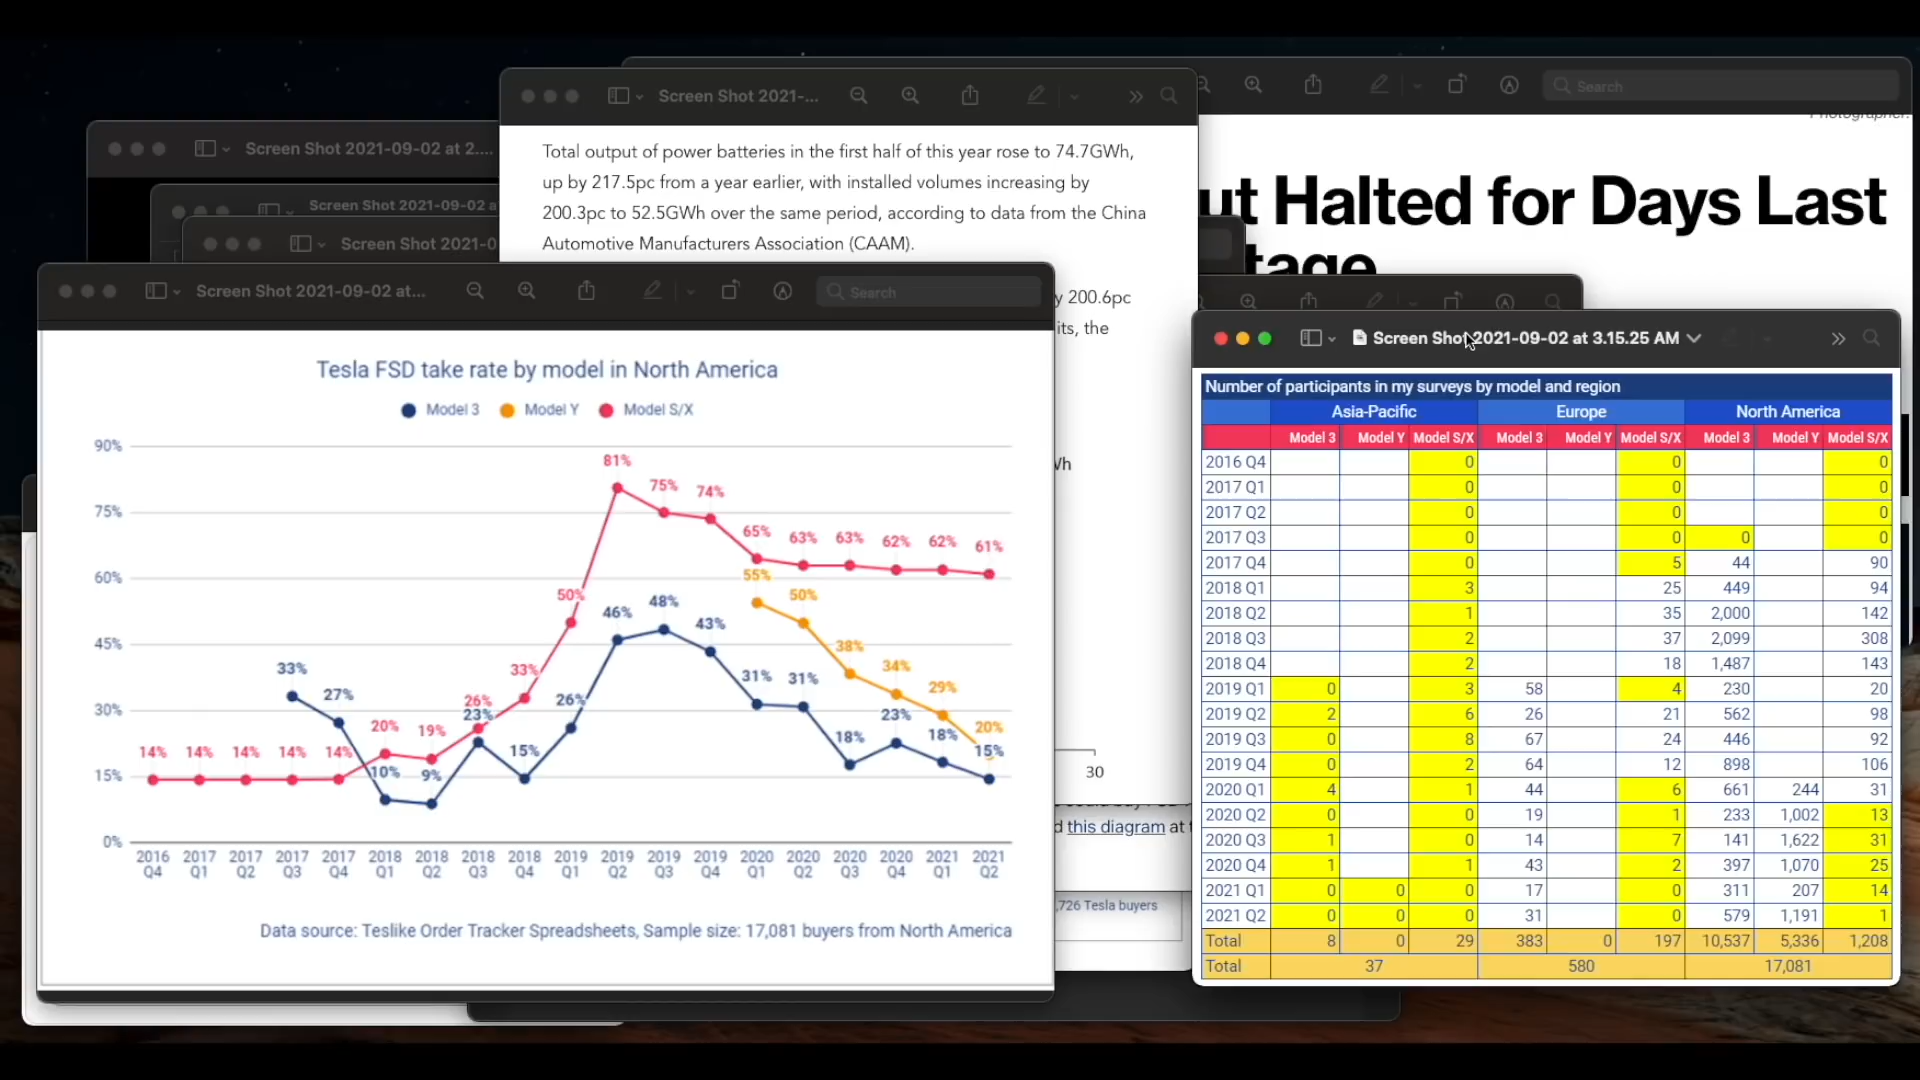 Screen Shot 2021-09-02 at 2....
Screen Shot 2021-09-02 a
Screen Shot 2021-0
Screen Shot 2021-...
Total output of power batteries in the first half of this year rose to 74.7GWh,
up by 217.5pc from a year earlier, with installed volumes increasing by
200.3pc to 52.5GWh over the same period, according to data from the China
Automotive Manufacturers Association (CAAM).
y 200.6pc
its, the
Wh
30
d this diagram at t
,726 Tesla buyers
Search
Photographer:
ut Halted for Days Last
tage
Screen Shot 2021-09-02 at...
Search
Tesla FSD take rate by model in North America
Model 3 Model Y Model S/X
90%
75%
60%
45%
30%
15%
0%
81%
75% 74%
65% 63% 63% 62% 62% 61%
55% 50% 38% 34% 29% 20%
14% 14% 14% 14% 14% 20% 19% 26% 33% 50%
33% 27% 10% 9% 23% 15% 26% 46% 48% 43% 31% 31% 18% 23% 18% 15%
2016 2017 2017 2017 2017 2018 2018 2018 2018 2019 2019 2019 2019 2020 2020 2020 2020 2021 2021
Q4 Q1 Q2 Q3 Q4 Q1 Q2 Q3 Q4 Q1 Q2 Q3 Q4 Q1 Q2 Q3 Q4 Q1 Q2
Data source: Teslike Order Tracker Spreadsheets, Sample size: 17,081 buyers from North America
Screen Shot 2021-09-02 at 3.15.25 AM
Number of participants in my surveys by model and region
Asia-Pacific Europe North America
Model 3 Model Y Model S/X Model 3 Model Y Model S/X Model 3 Model Y Model S/X
2016 Q4 0 0 0
2017 Q1 0 0 0
2017 Q2 0 0 0
2017 Q3 0 0 0 0
2017 Q4 0 5 44 90
2018 Q1 3 25 449 94
2018 Q2 1 35 2,000 142
2018 Q3 2 37 2,099 308
2018 Q4 2 18 1,487 143
2019 Q1 0 3 58 4 230 20
2019 Q2 2 6 26 21 562 98
2019 Q3 0 8 67 24 446 92
2019 Q4 0 2 64 12 898 106
2020 Q1 4 1 44 6 661 244 31
2020 Q2 0 0 19 1 233 1,002 13
2020 Q3 1 0 14 7 141 1,622 31
2020 Q4 1 1 43 2 397 1,070 25
2021 Q1 0 0 0 17 0 311 207 14
2021 Q2 0 0 0 31 0 579 1,191 1
Total 8 0 29 383 0 197 10,537 5,336 1,208
Total 37 580 17,081